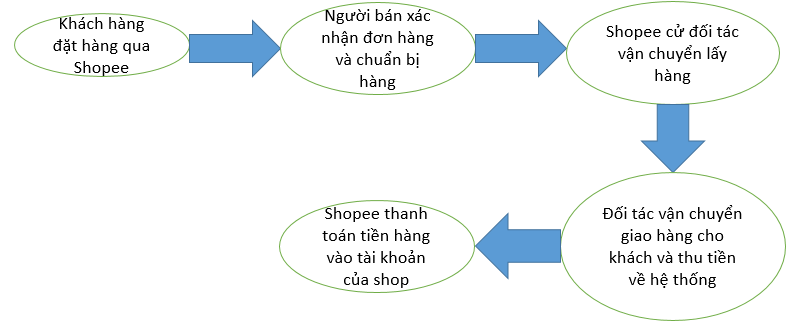 Khách hàng
đặt hàng qua
Shopee
Người bán xác
nhận đơn hàng
và chuẩn bị
hàng
Shopee cử đối tác
vận chuyển lấy
hàng
Đối tác vận chuyển
giao hàng cho
khách và thu tiền
về hệ thống
Shopee thanh
toán tiền hàng
vào tài khoản
của shop